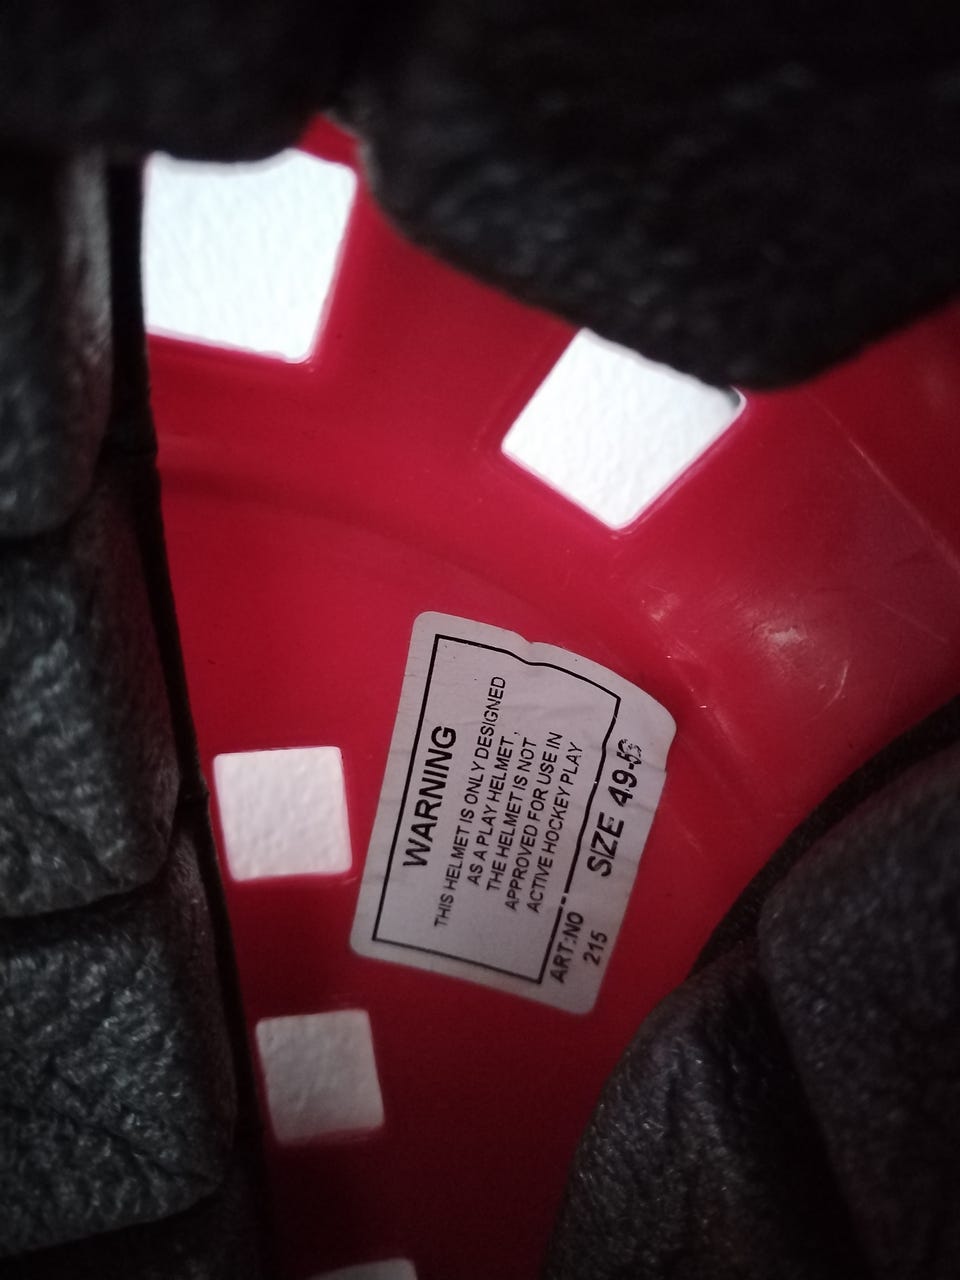 WARNING
THIS HELMET IS ONLY DESIGNED
AS A PLAY HELMET,
THE HELMET IS NOT
APPROVED FOR USE IN
ACTIVE HOCKEY PLAY
ART:NO SIZE
215